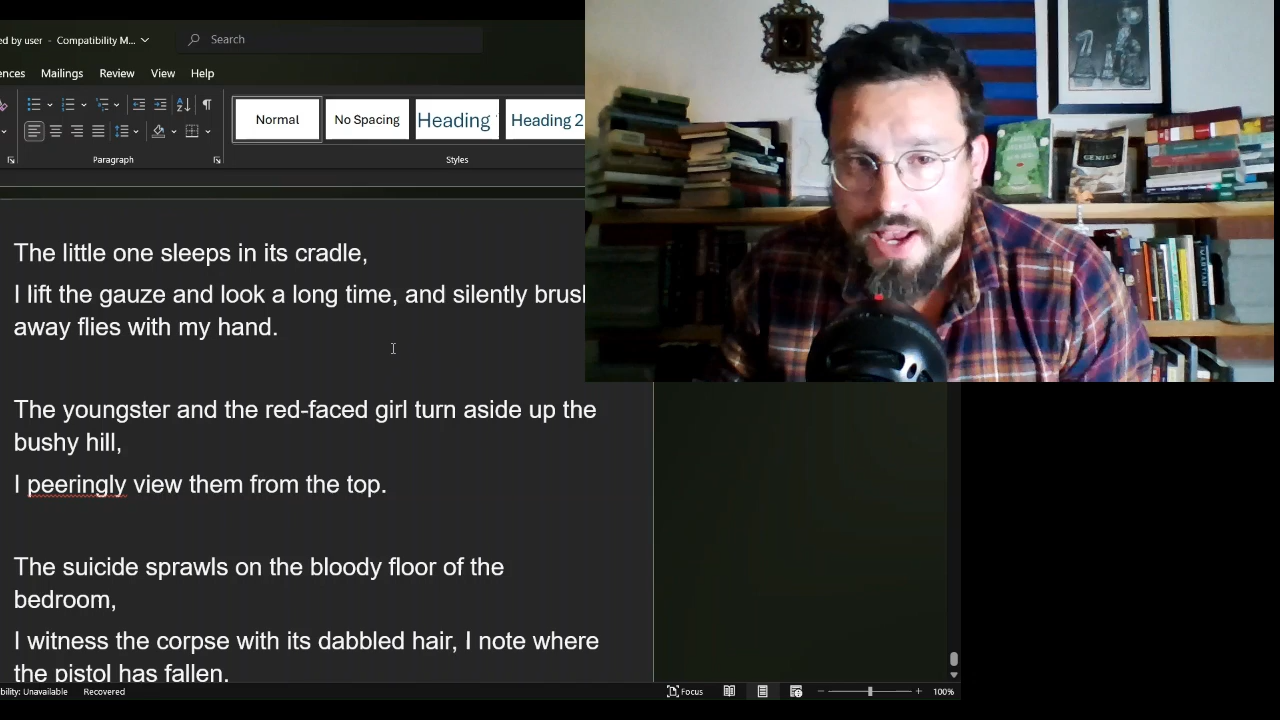 ed by user - Compatibility M...
Search
ences Mailings Review View Help
Normal
No Spacing
Heading
Heading 2
Paragraph
Styles
GENIUS
The little one sleeps in its cradle,
I lift the gauze and look a long time, and silently brus
away flies with my hand.
The youngster and the red-faced girl turn aside up the
bushy hill,
I peeringly view them from the top.
The suicide sprawls on the bloody floor of the
bedroom,
I witness the corpse with its dabbled hair, I note where
the pistol has fallen.
bility: Unavailable
Recovered
Focus
100%